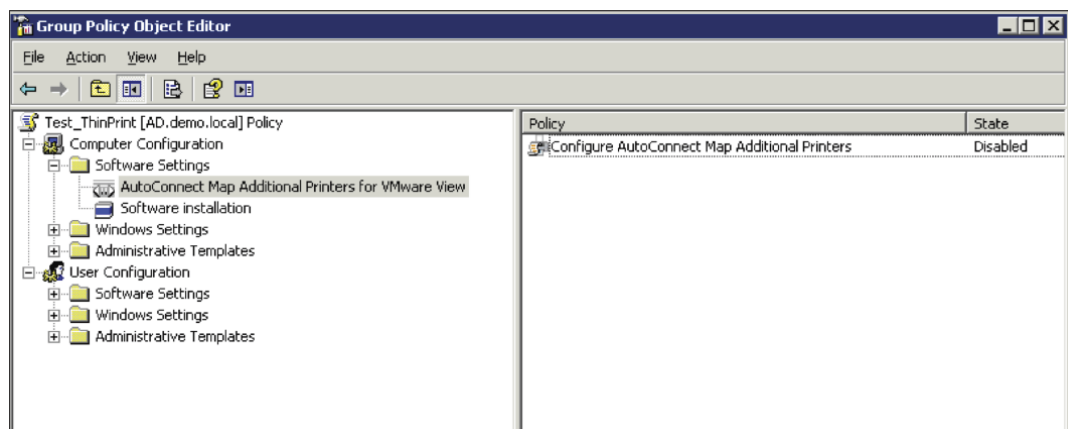 Group Policy Object Editor
File Action View Help
Test_ThinPrint [AD.demo.local] Policy
Computer Configuration
Software Settings
AutoConnect Map Additional Printers for VMware View
Software installation
Windows Settings
Administrative Templates
User Configuration
Software Settings
Windows Settings
Administrative Templates
Policy State
Configure AutoConnect Map Additional Printers Disabled